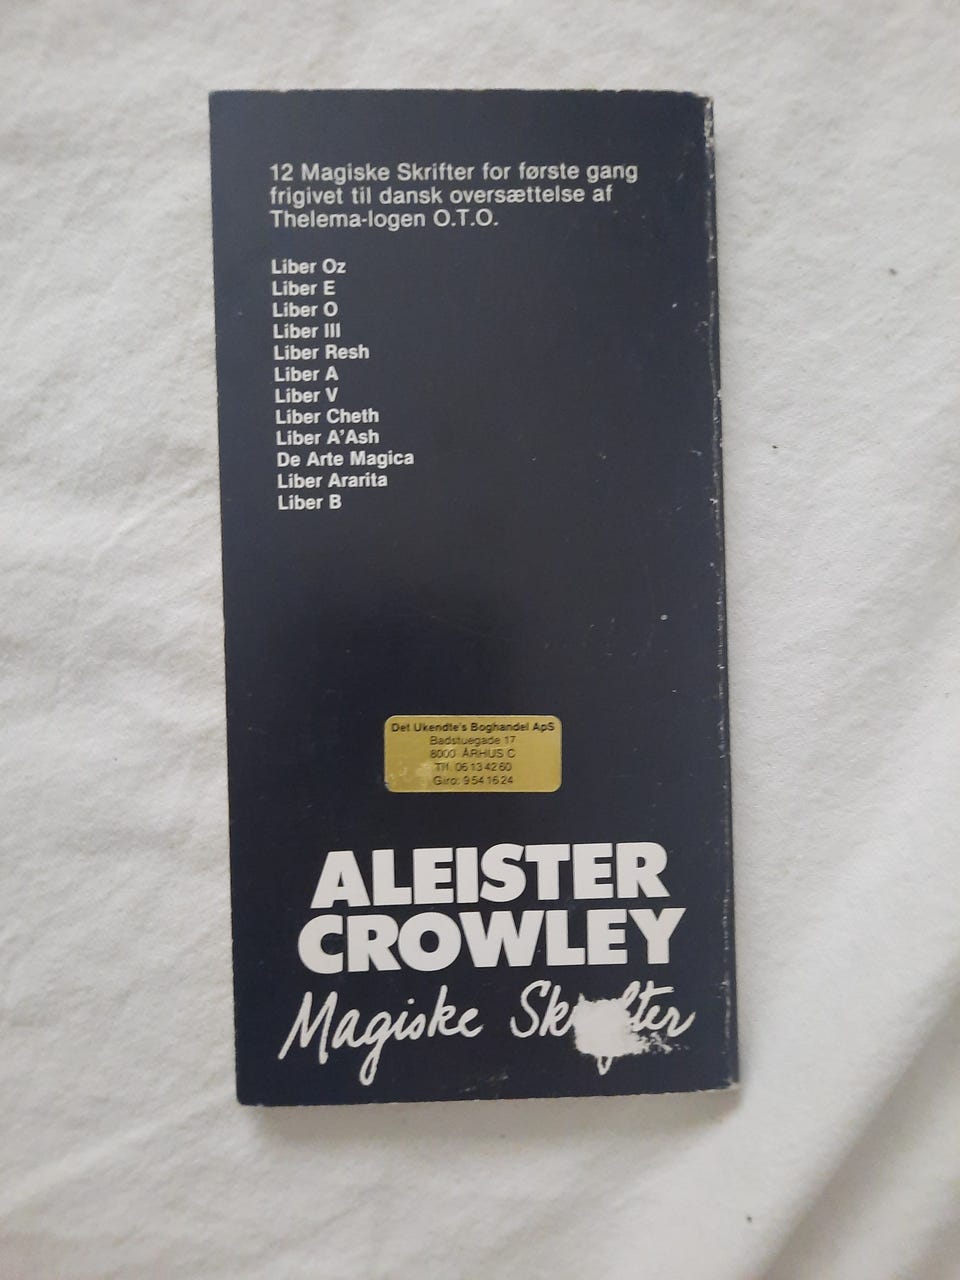 12 Magiske Skrifter for første gang
frigivet til dansk oversættelse af
Thelema-logen O.T.O.
Liber Oz
Liber E
Liber O
Liber III
Liber Resh
Liber A
Liber V
Liber Cheth
Liber A'Ash
De Arte Magica
Liber Ararita
Liber B
Det Ukendte's Boghandel ApS
Badstuegade 17
8000 ÅRHUS C
Tlf. 06 13 42 60
Giro: 9 54 16 24
ALEISTER
CROWLEY
Magiske Skrifter